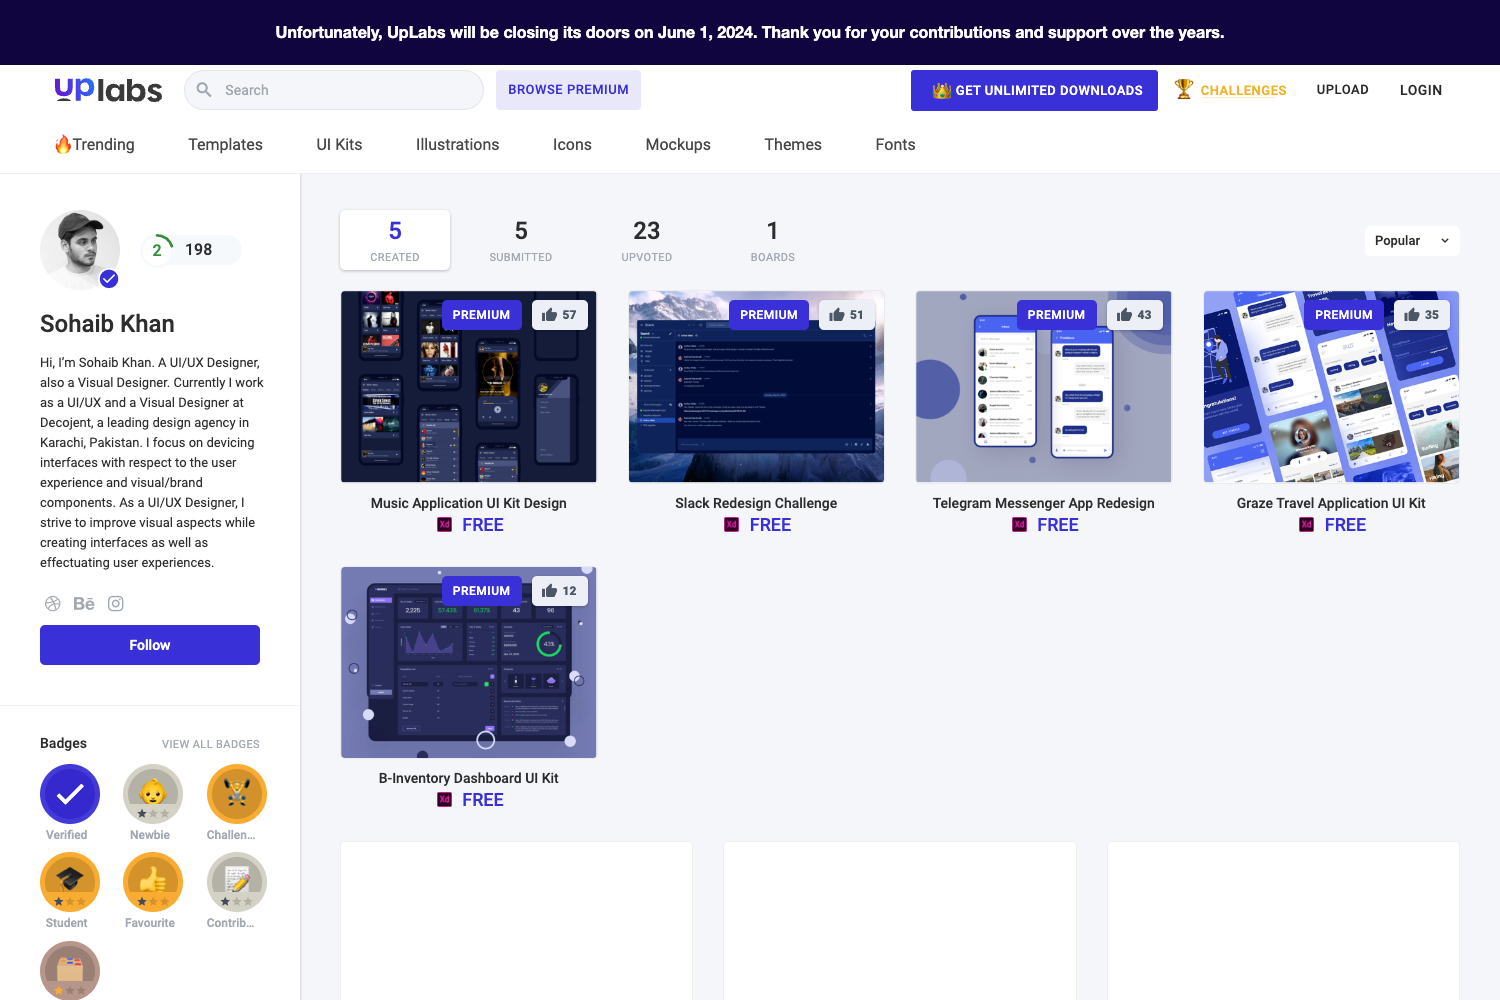 Unfortunately, UpLabs will be closing its doors on June 1, 2024. Thank you for your contributions and support over the years.
uplabs
Search
BROWSE PREMIUM
GET UNLIMITED DOWNLOADS
CHALLENGES
UPLOAD
LOGIN
Trending
Templates
UI Kits
Illustrations
Icons
Mockups
Themes
Fonts
2
198
Sohaib Khan
Hi, I'm Sohaib Khan. A UI/UX Designer,
also a Visual Designer. Currently I work
as a UI/UX and a Visual Designer at
Decojent, a leading design agency in
Karachi, Pakistan. I focus on devicing
interfaces with respect to the user
experience and visual/brand
components. As a UI/UX Designer, I
strive to improve visual aspects while
creating interfaces as well as
effectuating user experiences.
Bē
Follow
Badges
VIEW ALL BADGES
Verified
Newbie
Challen...
Student
Favourite
Contrib...
5
CREATED
5
SUBMITTED
23
UPVOTED
1
BOARDS
Popular
PREMIUM
57
Music Application UI Kit Design
Xd FREE
PREMIUM
51
Slack Redesign Challenge
Xd FREE
PREMIUM
43
Telegram Messenger App Redesign
Xd FREE
PREMIUM
35
Graze Travel Application UI Kit
Xd FREE
PREMIUM
12
2,225
57.43%
43
96
43%
B-Inventory Dashboard UI Kit
Xd FREE